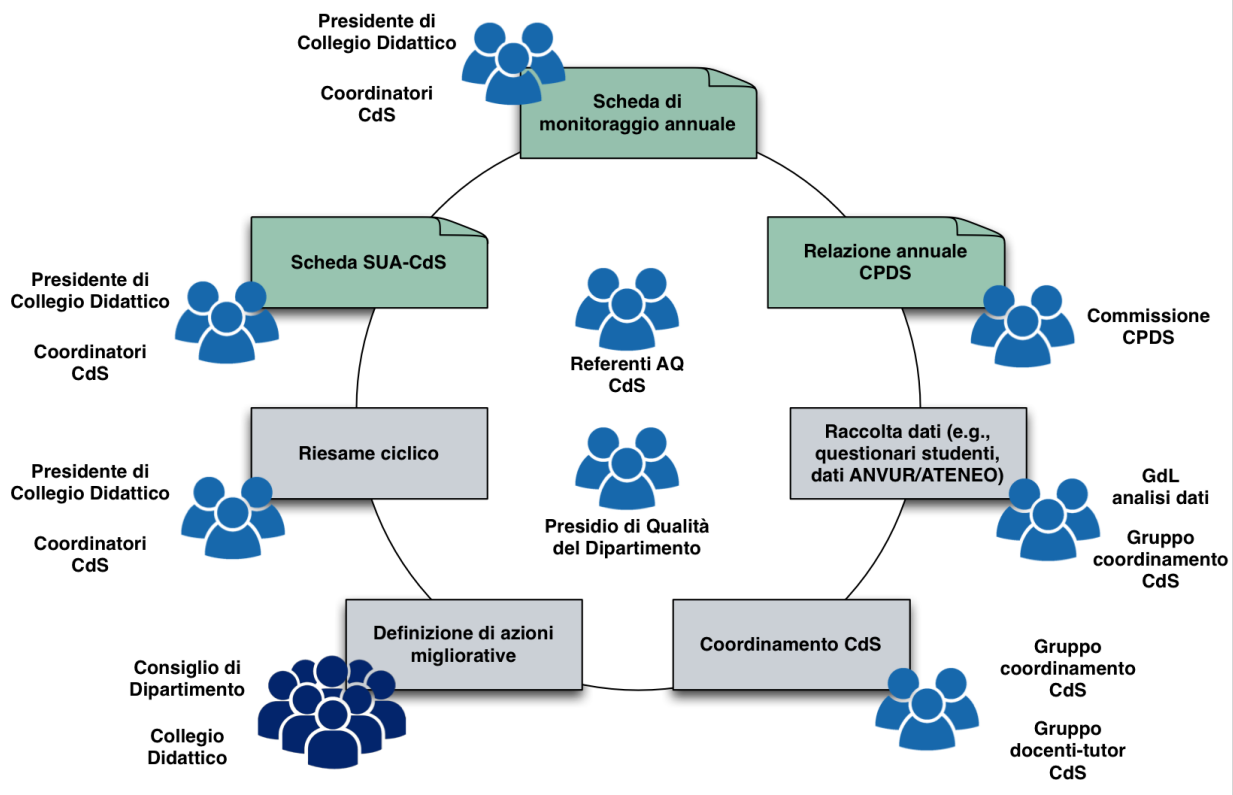 Presidente di
Collegio Didattico
Coordinatori
CdS
Scheda di
monitoraggio annuale
Scheda SUA-CdS
Relazione annuale
CPDS
Presidente di
Collegio Didattico
Coordinatori
CdS
Referenti AQ
CdS
Commissione
CPDS
Riesame ciclico
Raccolta dati (e.g.,
questionari studenti,
dati ANVUR/ATENEO)
Presidente di
Collegio Didattico
Coordinatori
CdS
Presidio di Qualità
del Dipartimento
GdL
analisi dati
Gruppo
coordinamento
CdS
Definizione di azioni
migliorative
Coordinamento CdS
Consiglio di
Dipartimento
Collegio
Didattico
Gruppo
coordinamento
CdS
Gruppo
docenti-tutor
CdS